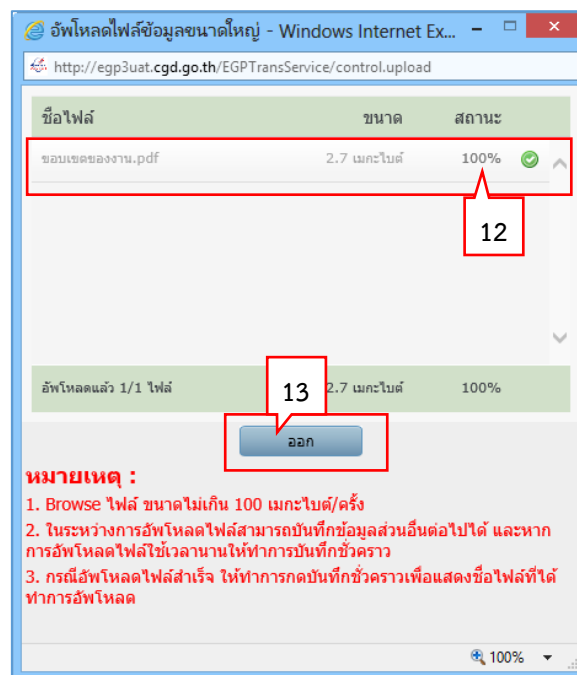 อัพโหลดไฟล์ข้อมูลขนาดใหญ่ - Windows Internet Ex...
http://egp3uat.cgd.go.th/EGPTransService/control.upload
ชื่อไฟล์ ขนาด สถานะ
ขอบเขตของงาน.pdf 2.7 เมกะไบต์ 100%
12
อัพโหลดแล้ว 1/1 ไฟล์ 2.7 เมกะไบต์ 100%
13
ออก
หมายเหตุ :
1. Browse ไฟล์ ขนาดไม่เกิน 100 เมกะไบต์/ครั้ง
2. ในระหว่างการอัพโหลดไฟล์สามารถบันทึกข้อมูลส่วนอื่นต่อไปได้ และหาก
การอัพโหลดไฟล์ใช้เวลานานให้ทำการบันทึกชั่วคราว
3. กรณีอัพโหลดไฟล์สำเร็จ ให้ทำการกดบันทึกชั่วคราวเพื่อแสดงชื่อไฟล์ที่ได้
ทำการอัพโหลด
100%